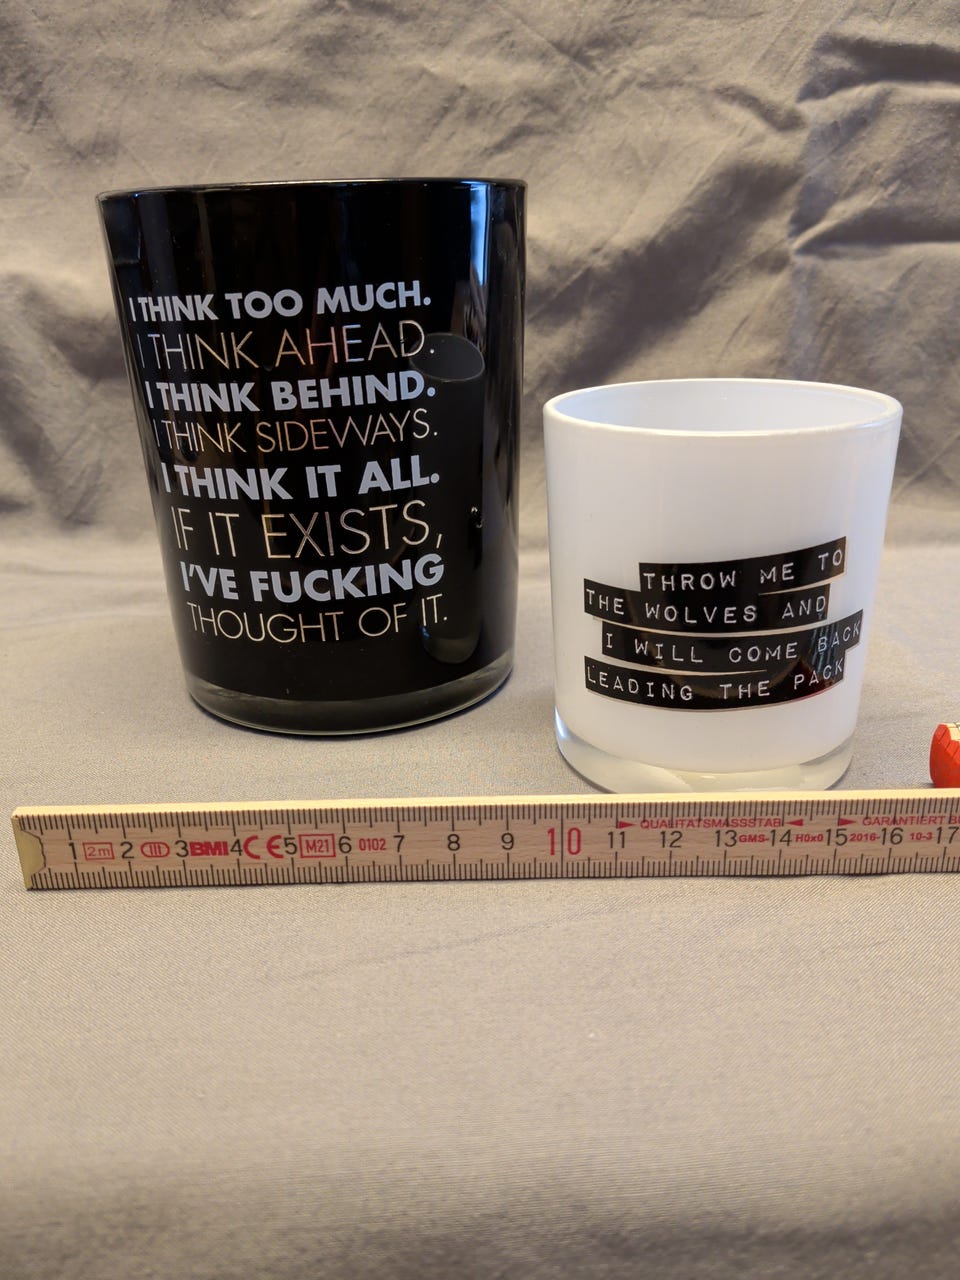 I THINK TOO MUCH.
I THINK AHEAD.
I THINK BEHIND.
I THINK SIDEWAYS.
I THINK IT ALL.
IF IT EXISTS,
I'VE FUCKING
THOUGHT OF IT.
THROW ME TO
THE WOLVES AND
I WILL COME BACK
LEADING THE PACK
QUALITÄTSMASSSTAB GARANTIERT
1 2m 2 III 3 BMI 4 CE 5 M21 6 0102 7 8 9 10 11 12 13 GMS- 14 H0x0 15 2016- 16 10-3 17